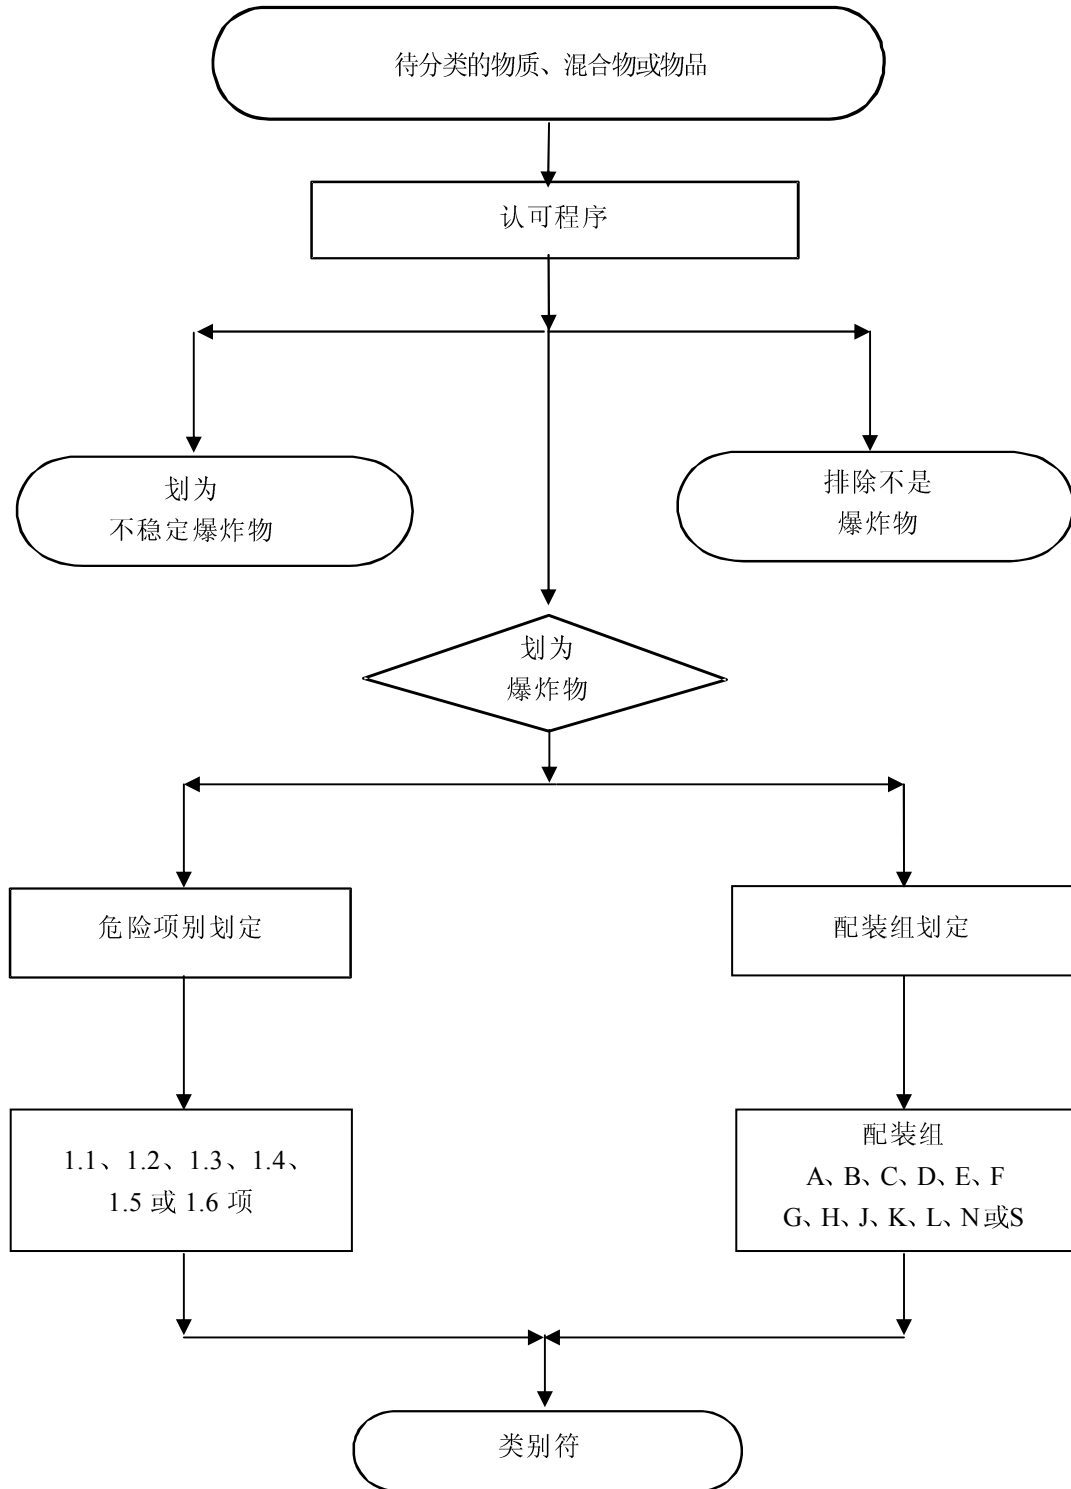 待分类的物质、混合物或物品
认可程序
划为
不稳定爆炸物
排除不是
爆炸物
划为
爆炸物
危险项别划定
配装组划定
1.1、1.2、1.3、1.4、
1.5 或 1.6 项
配装组
A、B、C、D、E、F
G、H、J、K、L、N或S
类别符